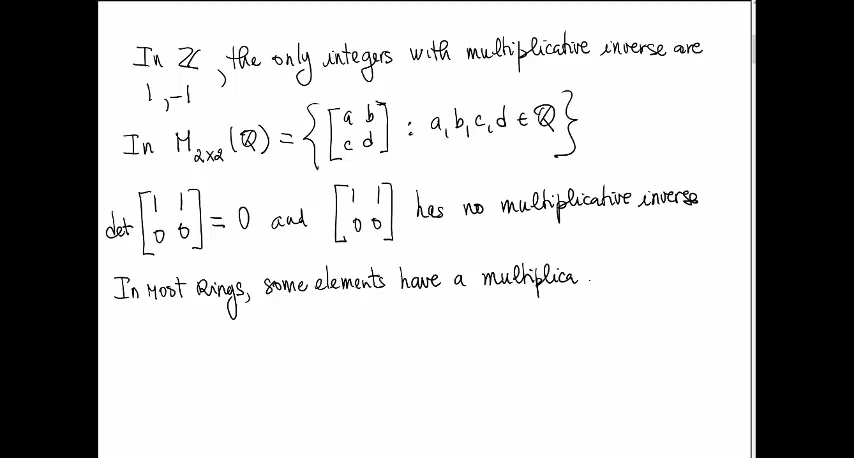 In ℤ, the only integers with multiplicative inverse are
1, -1
In M₂ₓ₂(ℚ) = { [a b; c d] : a, b, c, d ∈ ℚ }
det [1 1; 0 0] = 0 and [1 1; 0 0] has no multiplicative inverse
In Most Rings, some elements have a multiplica